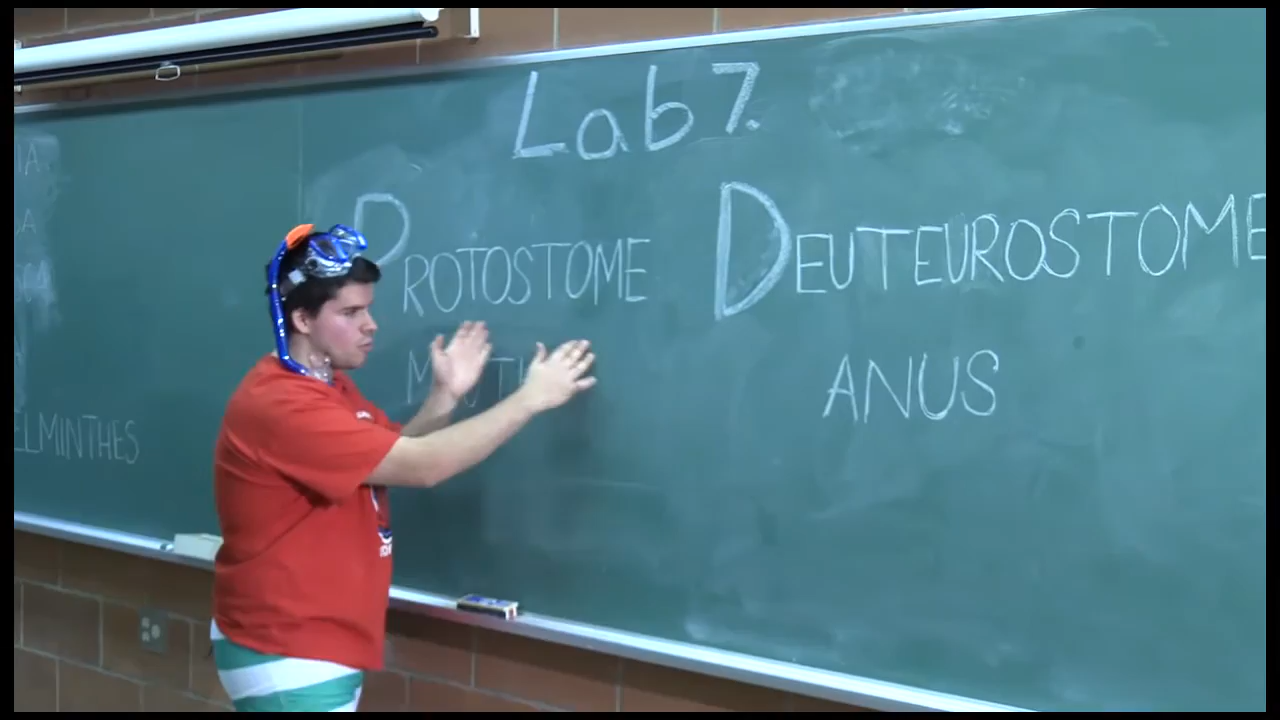 Lab 7.
PROTOSTOME
DEUTEUROSTOME
ANUS
ELMINTHES